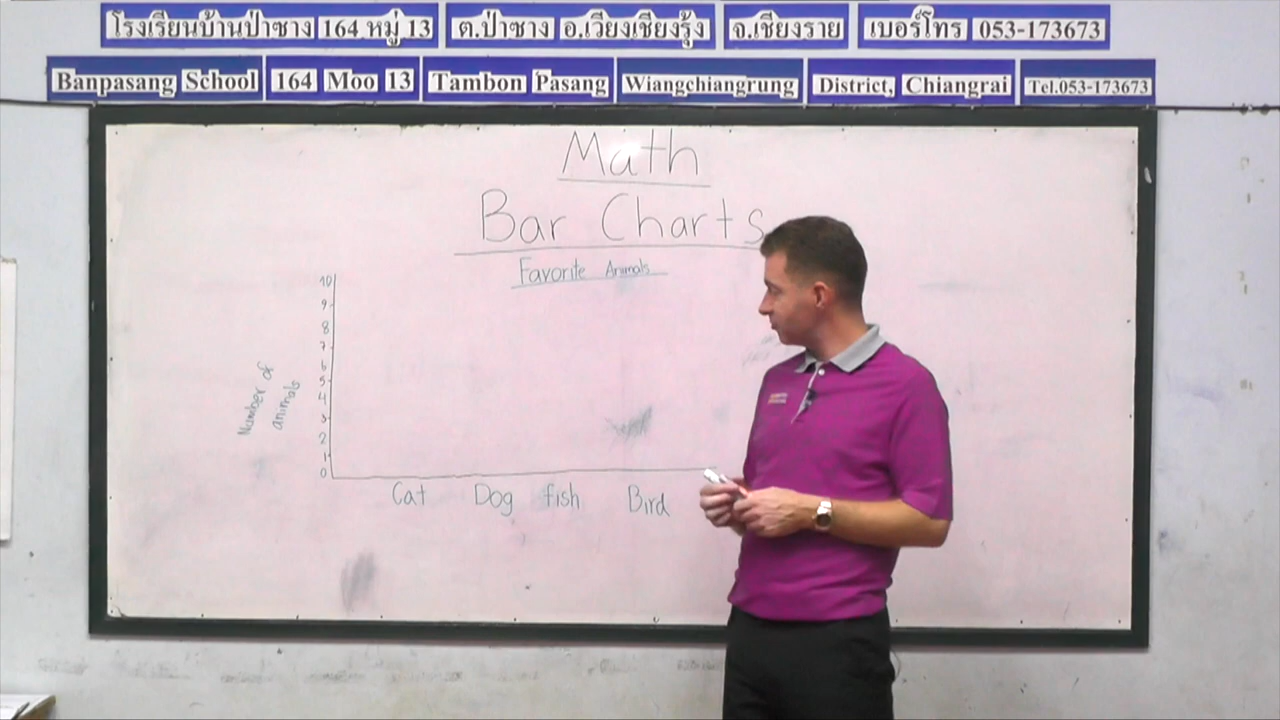 โรงเรียนบ้านป่าซาง 164 หมู่ 13 ต.ป่าซาง อ.เวียงเชียงรุ้ง จ.เชียงราย เบอร์โทร 053-173673
Banpasang School 164 Moo 13 Tambon Pasang Wiangchiangrung District, Chiangrai Tel.053-173673
Math
Bar Charts
Favorite Animals
10
9
8
7
6
5
4
3
2
1
0
Number of
animals
Cat Dog fish Bird